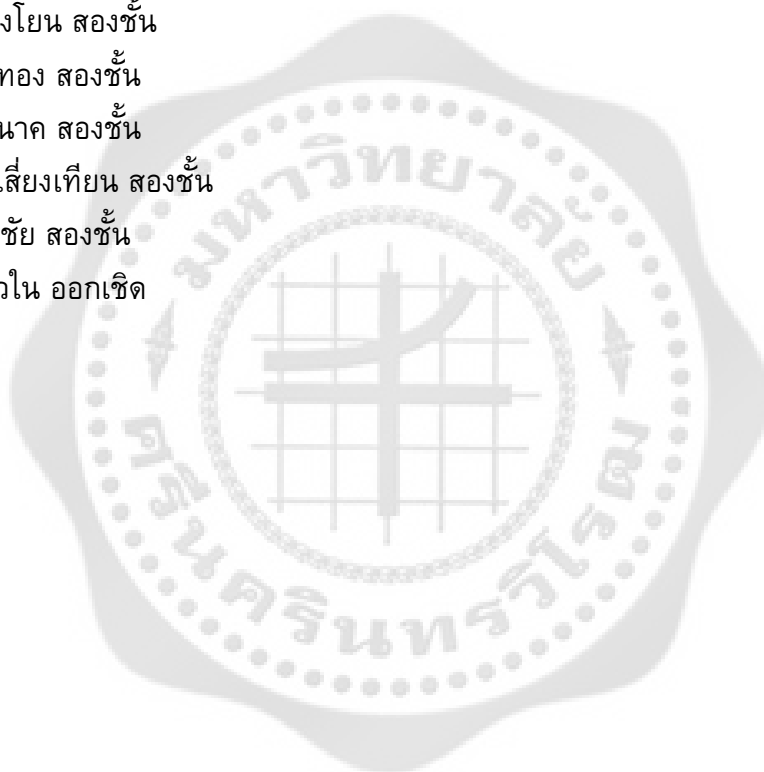 งโยน สองชั้น
ทอง สองชั้น
นาค สองชั้น
เสี่ยงเทียน สองชั้น
ชัย สองชั้น
วใน ออกเชิด
มหาวิทยาลัย
ศรีนครินทรวิโรฒ